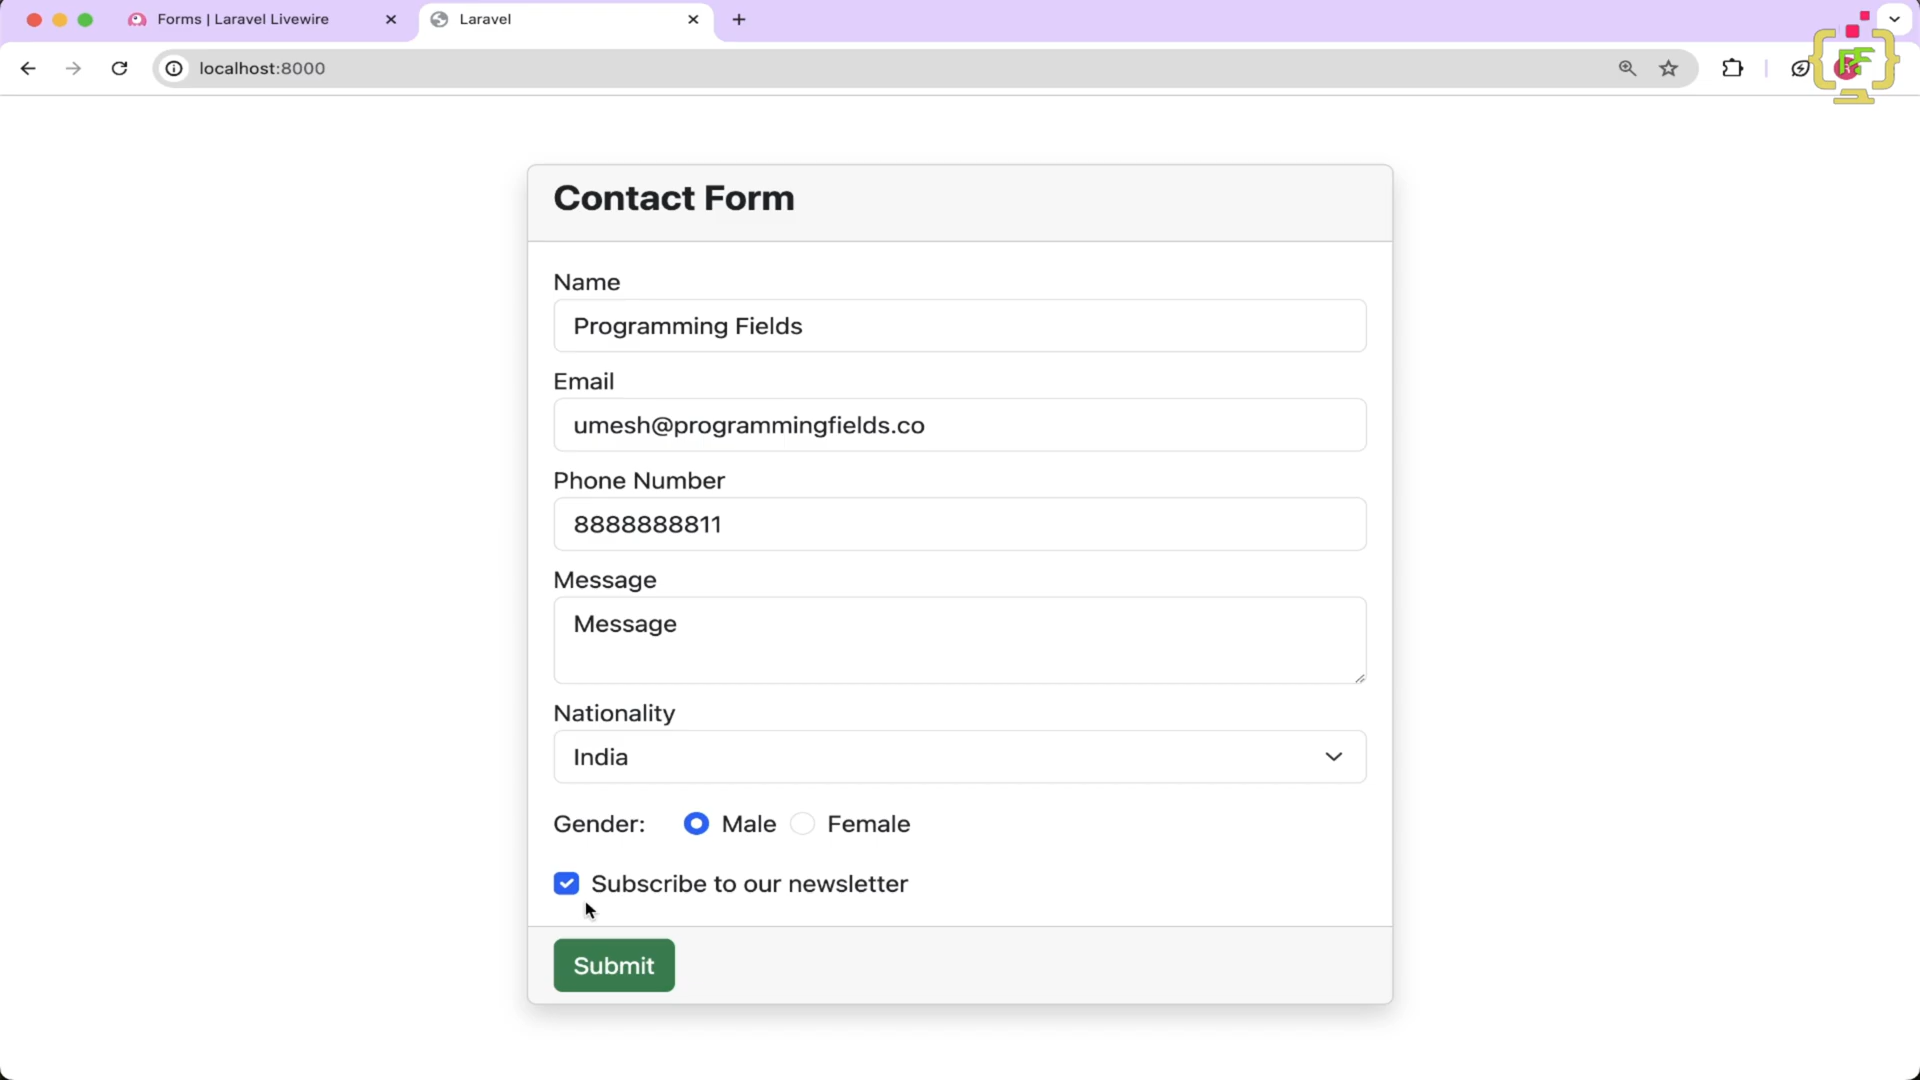 Forms | Laravel Livewire
Laravel
localhost:8000
Contact Form
Name
Programming Fields
Email
umesh@programmingfields.co
Phone Number
8888888811
Message
Message
Nationality
India
Gender: Male Female
Subscribe to our newsletter
Submit